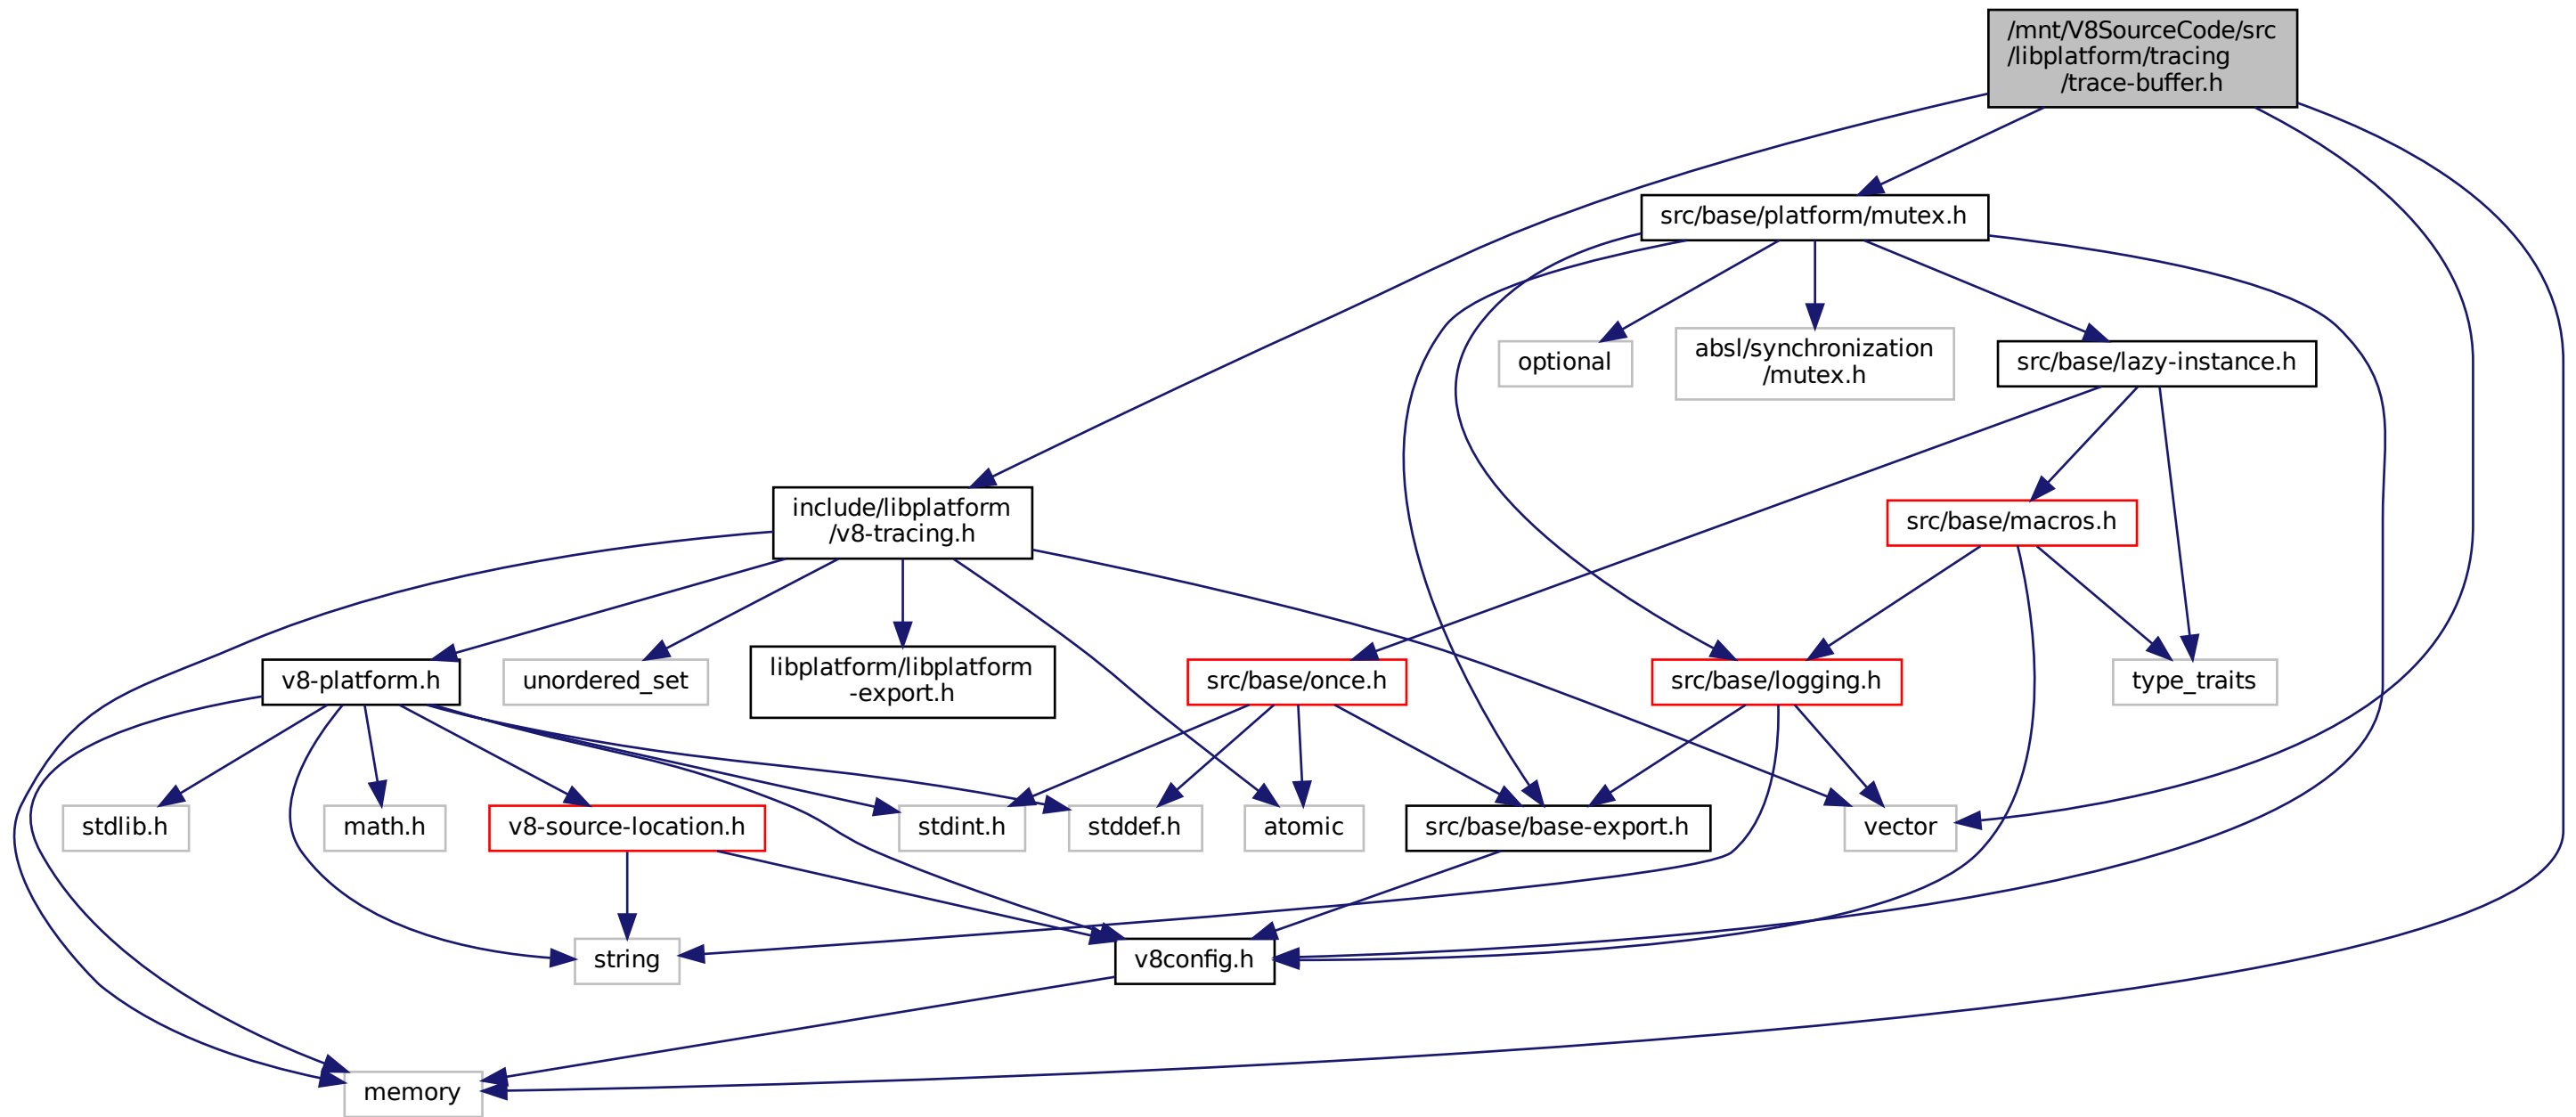 /mnt/V8SourceCode/src
/libplatform/tracing
/trace-buffer.h
src/base/platform/mutex.h
optional
absl/synchronization
/mutex.h
src/base/lazy-instance.h
include/libplatform
/v8-tracing.h
src/base/macros.h
v8-platform.h
unordered_set
libplatform/libplatform
-export.h
src/base/once.h
src/base/logging.h
type_traits
stdlib.h
math.h
v8-source-location.h
stdint.h
stddef.h
atomic
src/base/base-export.h
vector
string
v8config.h
memory